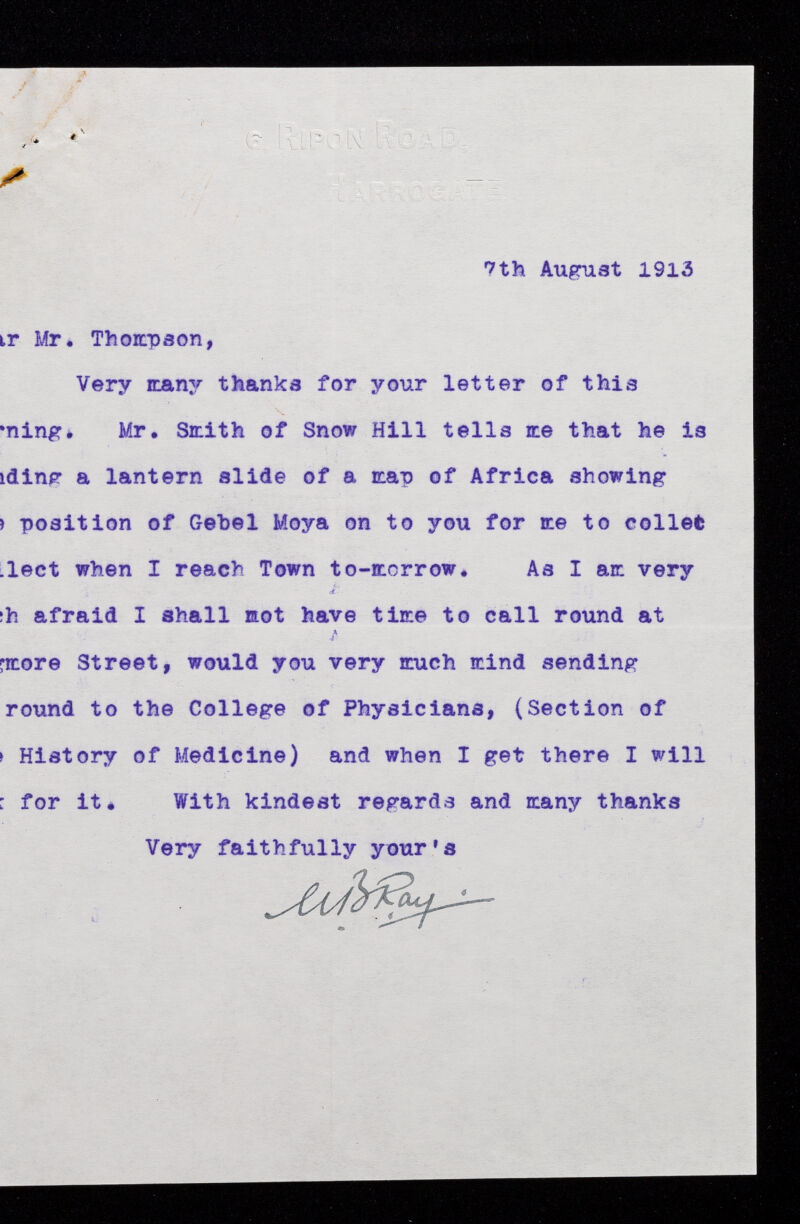 6, RIPON ROAD,
HARROGATE
7th August 1913
ar Mr. Thompson,
Very many thanks for your letter of this
rning. Mr. Smith of Snow Hill tells me that he is
ding a lantern slide of a map of Africa showing
position of Gebel Moya on to you for me to collet
llect when I reach Town to-morrow. As I am very
ch afraid I shall mot have time to call round at
gmore Street, would you very much mind sending
round to the College of Physicians, (Section of
History of Medicine) and when I get there I will
for it. With kindest regards and many thanks
Very faithfully your's
Ray